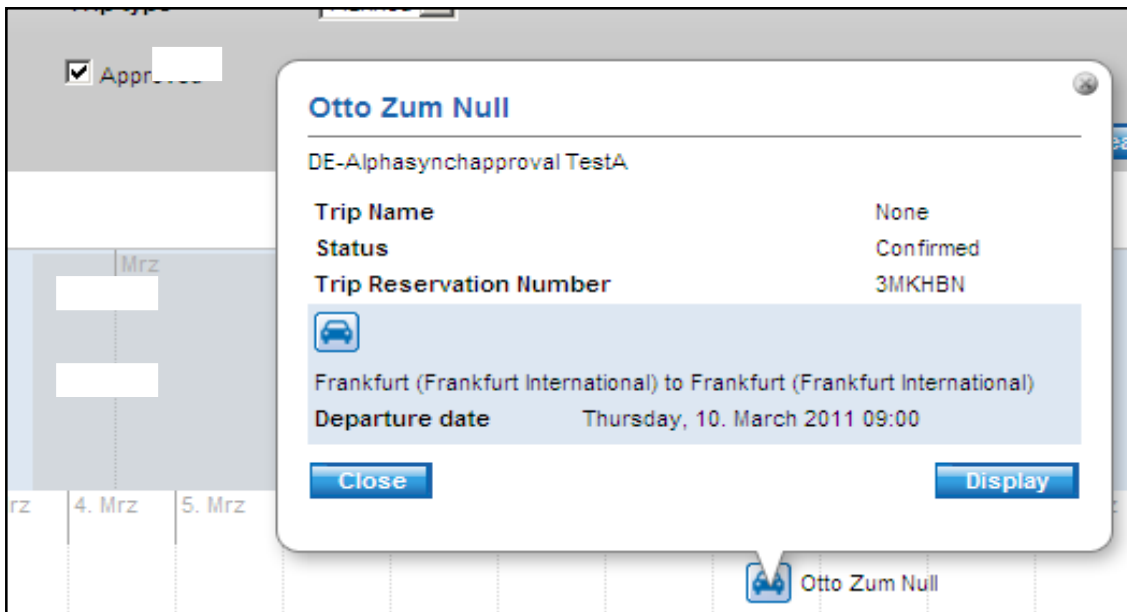 Otto Zum Null
DE-Alphasynchapproval TestA
Trip Name None
Status Confirmed
Trip Reservation Number 3MKHBN
Mrz
Frankfurt (Frankfurt International) to Frankfurt (Frankfurt International)
Departure date Thursday, 10. March 2011 09:00
Close Display
4. Mrz 5. Mrz
Otto Zum Null